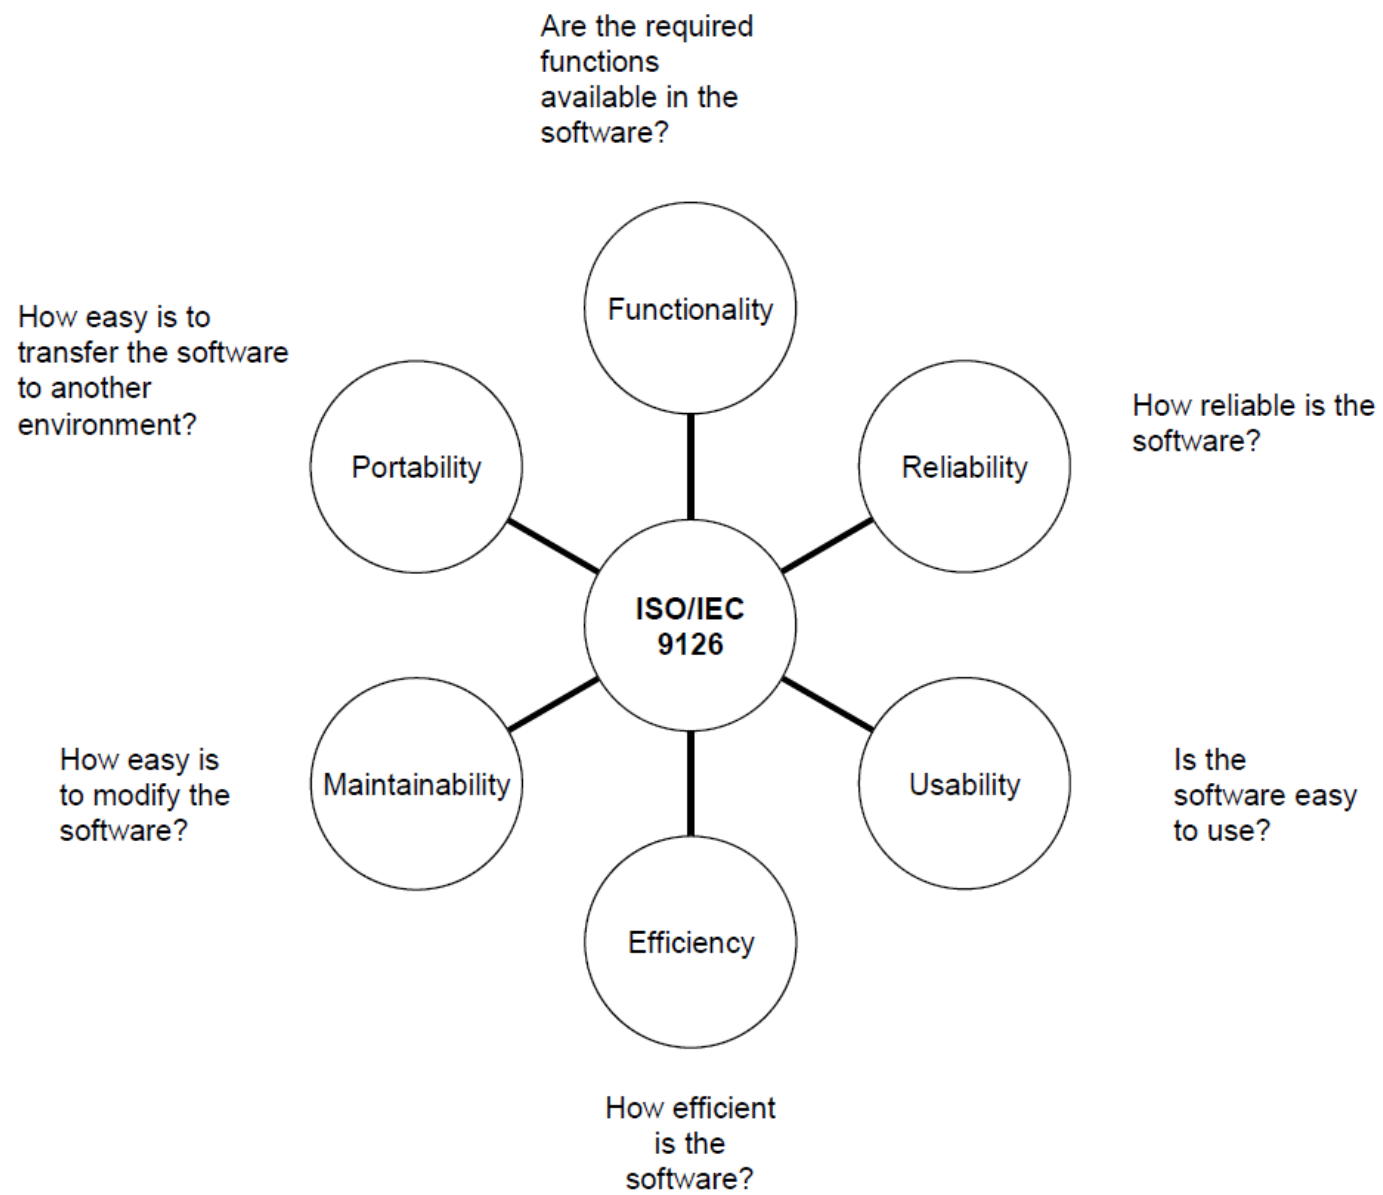 Are the required
functions
available in the
software?
Functionality
How easy is to
transfer the software
to another
environment?
Portability
How reliable is the
software?
Reliability
ISO/IEC
9126
How easy is
to modify the
software?
Maintainability
Is the
software easy
to use?
Usability
Efficiency
How efficient
is the
software?